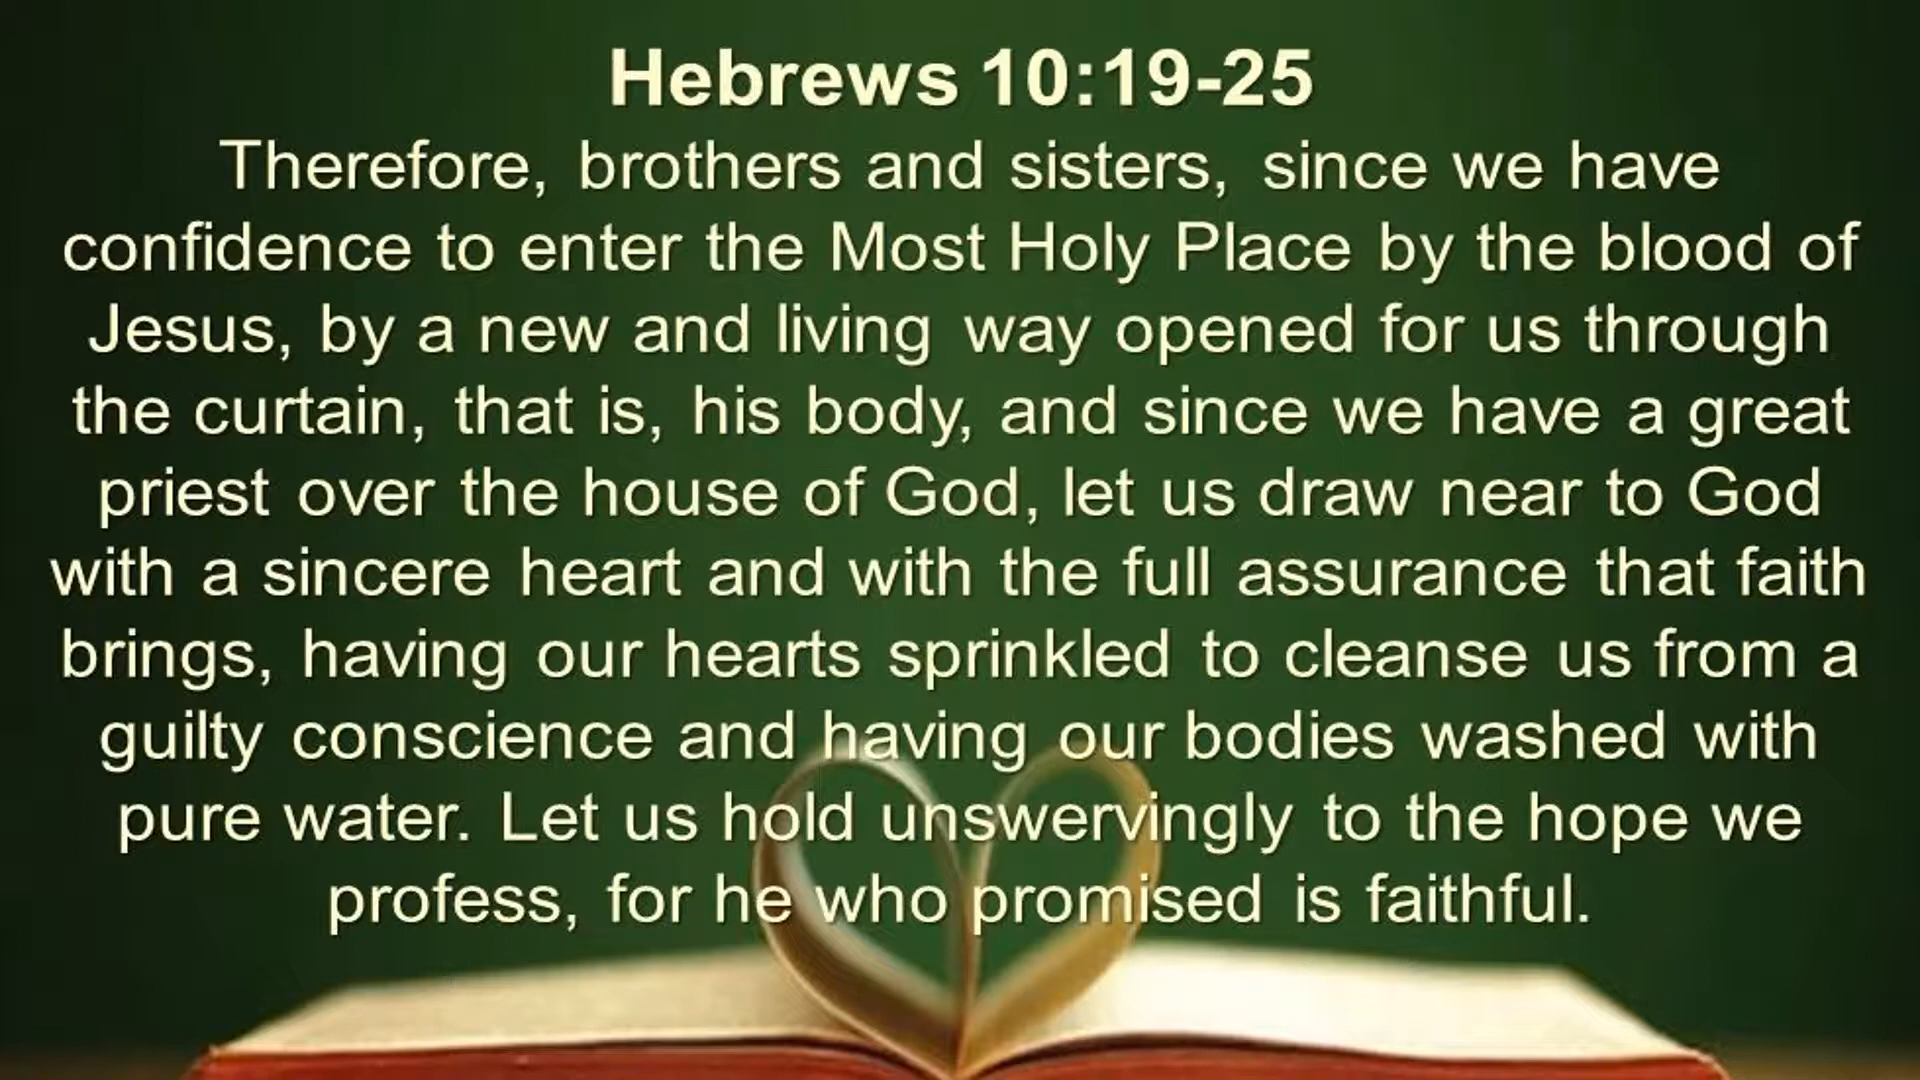 Hebrews 10:19-25
Therefore, brothers and sisters, since we have
confidence to enter the Most Holy Place by the blood of
Jesus, by a new and living way opened for us through
the curtain, that is, his body, and since we have a great
priest over the house of God, let us draw near to God
with a sincere heart and with the full assurance that faith
brings, having our hearts sprinkled to cleanse us from a
guilty conscience and having our bodies washed with
pure water. Let us hold unswervingly to the hope we
profess, for he who promised is faithful.